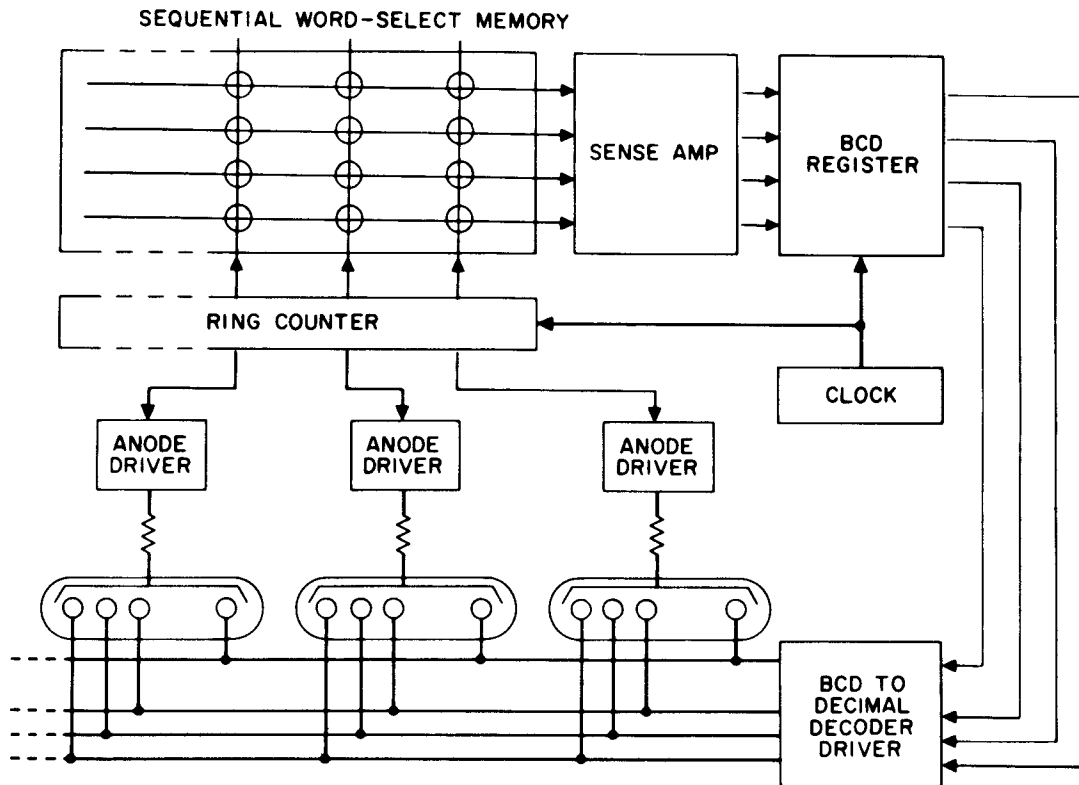 SEQUENTIAL WORD-SELECT MEMORY
SENSE AMP
BCD
REGISTER
RING COUNTER
CLOCK
ANODE
DRIVER
ANODE
DRIVER
ANODE
DRIVER
BCD TO
DECIMAL
DECODER
DRIVER